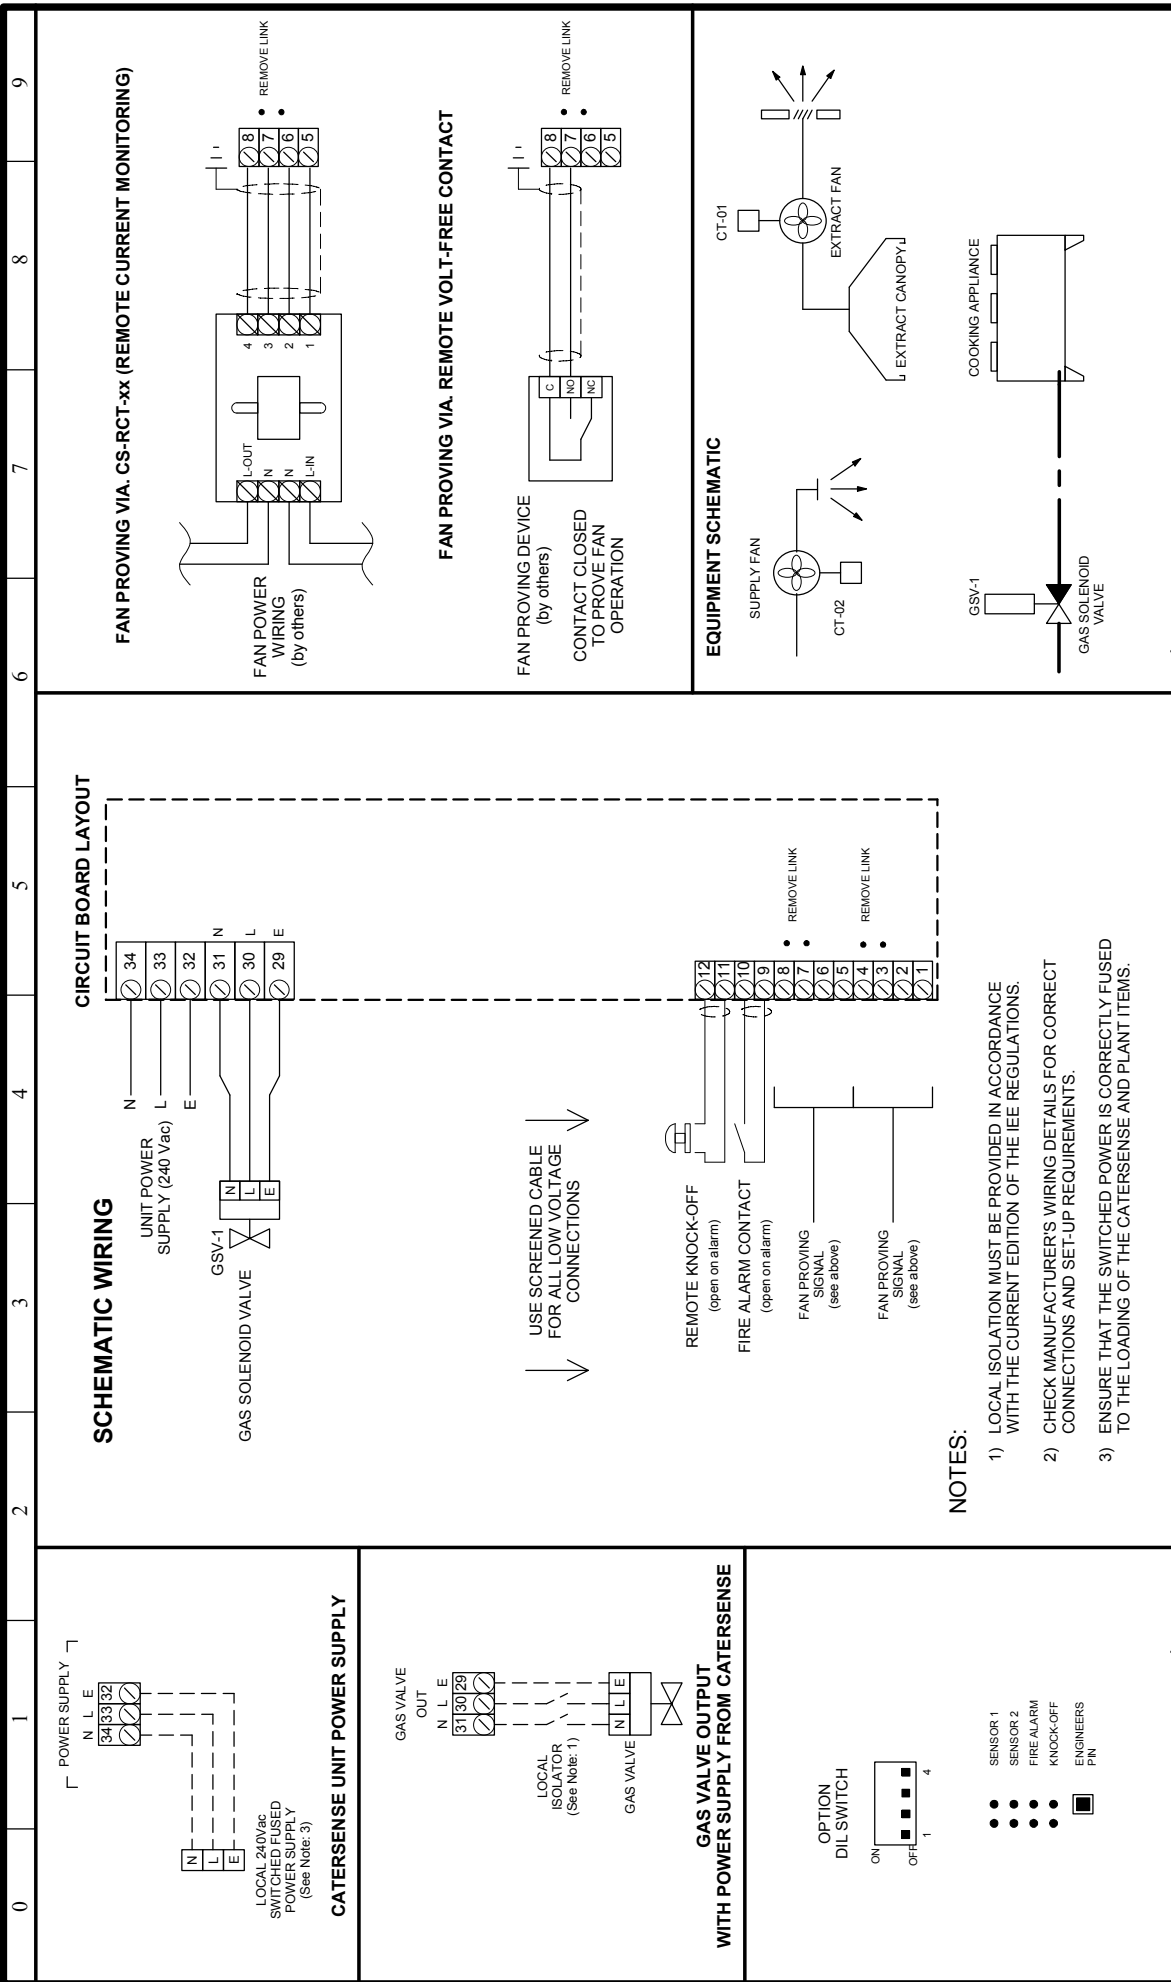 0
1
2
3
4
5
6
7
8
9
POWER SUPPLY
N L E
34 33 32
N
L
E
LOCAL 240Vac
SWITCHED FUSED
POWER SUPPLY
(See Note: 3)
CATERSENSE UNIT POWER SUPPLY
GAS VALVE
OUT
N L E
31 30 29
LOCAL
ISOLATOR
(See Note: 1)
GAS VALVE
N L E
GAS VALVE OUTPUT
WITH POWER SUPPLY FROM CATERSENSE
OPTION
DIL SWITCH
ON
OFF
1
4
SENSOR 1
SENSOR 2
FIRE ALARM
KNOCK-OFF
ENGINEERS
PIN
SCHEMATIC WIRING
CIRCUIT BOARD LAYOUT
UNIT POWER
SUPPLY (240 Vac)
N
L
E
34
33
32
31 N
30 L
29 E
GSV-1
N
L
E
GAS SOLENOID VALVE
USE SCREENED CABLE
FOR ALL LOW VOLTAGE
CONNECTIONS
REMOTE KNOCK-OFF
(open on alarm)
FIRE ALARM CONTACT
(open on alarm)
FAN PROVING
SIGNAL
(see above)
FAN PROVING
SIGNAL
(see above)
12
11
10
9
8
7
6
5
4
3
2
1
REMOVE LINK
REMOVE LINK
NOTES:
1) LOCAL ISOLATION MUST BE PROVIDED IN ACCORDANCE
WITH THE CURRENT EDITION OF THE IEE REGULATIONS.
2) CHECK MANUFACTURER'S WIRING DETAILS FOR CORRECT
CONNECTIONS AND SET-UP REQUIREMENTS.
3) ENSURE THAT THE SWITCHED POWER IS CORRECTLY FUSED
TO THE LOADING OF THE CATERSENSE AND PLANT ITEMS.
FAN PROVING VIA. CS-RCT-xx (REMOTE CURRENT MONITORING)
FAN POWER
WIRING
(by others)
L-OUT
N
N
L-IN
4
3
2
1
8
7
6
5
REMOVE LINK
FAN PROVING VIA. REMOTE VOLT-FREE CONTACT
FAN PROVING DEVICE
(by others)
CONTACT CLOSED
TO PROVE FAN
OPERATION
C
NO
NC
8
7
6
5
REMOVE LINK
EQUIPMENT SCHEMATIC
SUPPLY FAN
CT-02
CT-01
EXTRACT FAN
EXTRACT CANOPY
COOKING APPLIANCE
GSV-1
GAS SOLENOID
VALVE